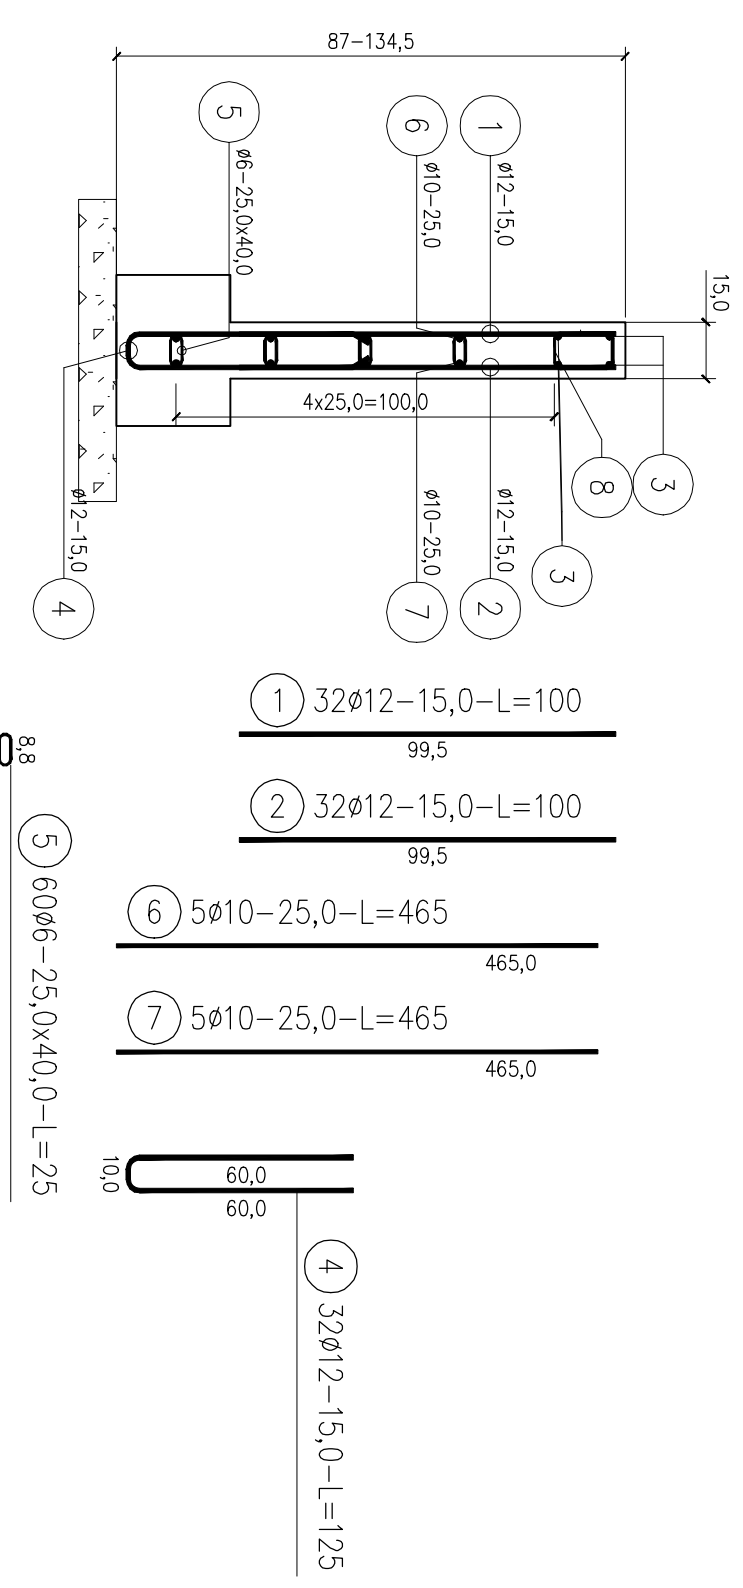 87-134,5
5
ø6-25,0x40,0
6
ø10-25,0
1
ø12-15,0
15,0
4x25,0=100,0
3
8
3
ø12-15,0
4
ø10-25,0
7
ø12-15,0
2
1 32ø12-15,0-L=100
99,5
2 32ø12-15,0-L=100
99,5
6 5ø10-25,0-L=465
465,0
7 5ø10-25,0-L=465
465,0
8,8
5 60ø6-25,0x40,0-L=25
10,0
60,0
60,0
4 32ø12-15,0-L=125